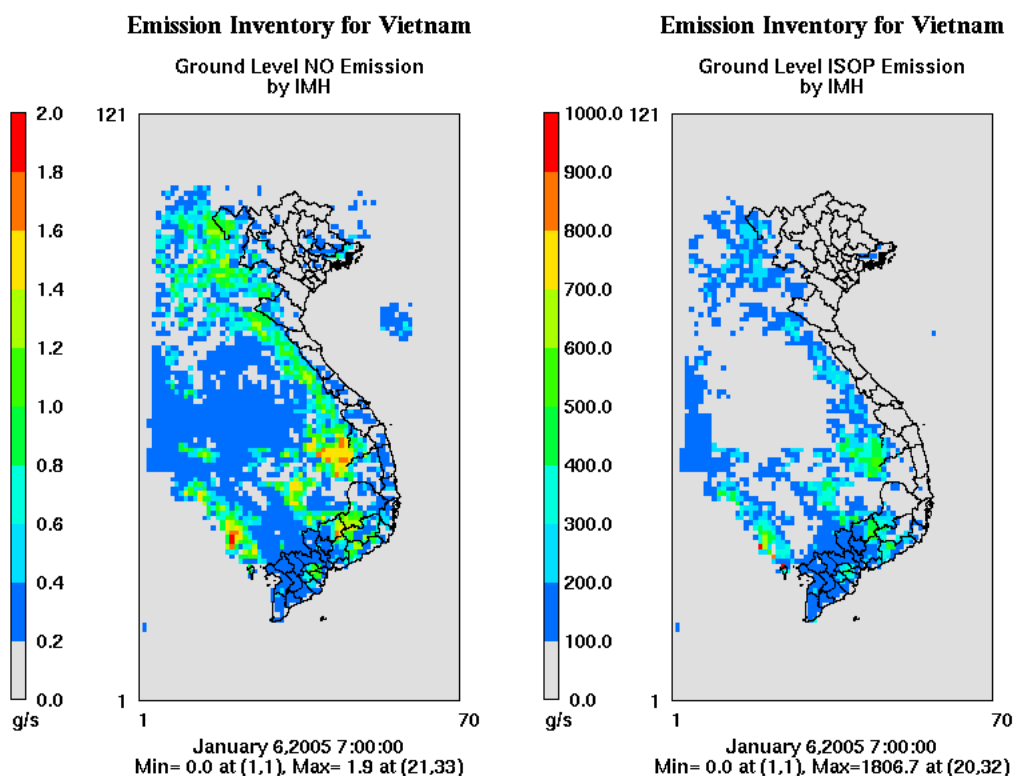 Emission Inventory for Vietnam
Ground Level NO Emission
by IMH
2.0
1.8
1.6
1.4
1.2
1.0
0.8
0.6
0.4
0.2
0.0
g/s
121
1
1
70
January 6,2005 7:00:00
Min= 0.0 at (1,1), Max= 1.9 at (21,33)
Emission Inventory for Vietnam
Ground Level ISOP Emission
by IMH
1000.0
900.0
800.0
700.0
600.0
500.0
400.0
300.0
200.0
100.0
0.0
g/s
121
1
1
70
January 6,2005 7:00:00
Min= 0.0 at (1,1), Max=1806.7 at (20,32)